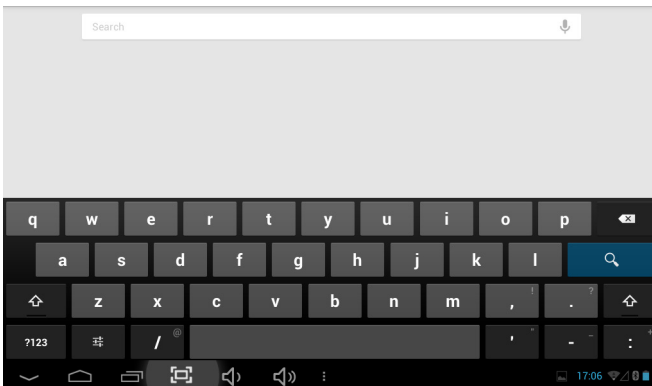 Search
q w e r t y u i o p
a s d f g h j k l
z x c v b n m , ! . ?
?123 / @ ' " - _ : +
17:06